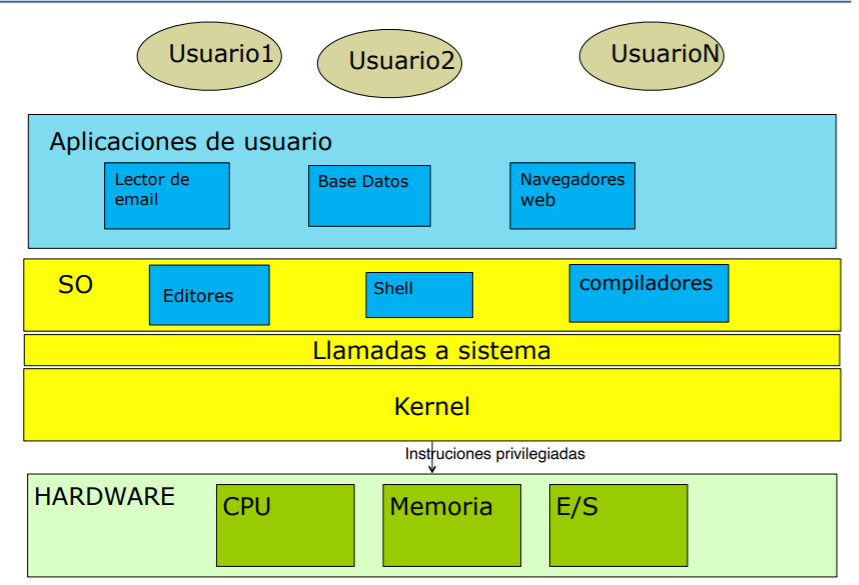 Usuario1
Usuario2
UsuarioN
Aplicaciones de usuario
Lector de
email
Base Datos
Navegadores
web
SO
Editores
Shell
compiladores
Llamadas a sistema
Kernel
Instruciones privilegiadas
HARDWARE
CPU
Memoria
E/S